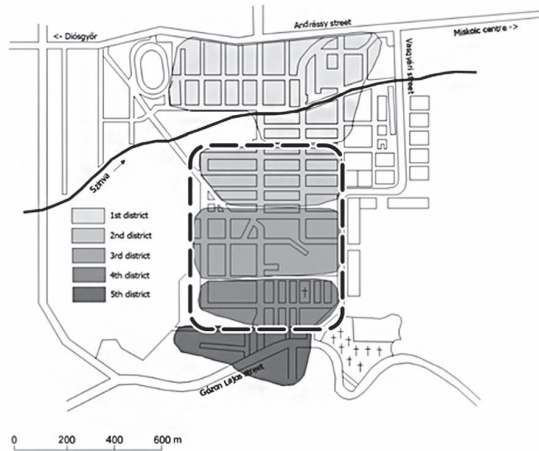 Andrássy street
<- Diósgyőr
Miskolc centre ->
Vasgyári street
Szinva
1st district
2nd district
3rd district
4th district
5th district
Gózon Lajos street
0 200 400 600 m